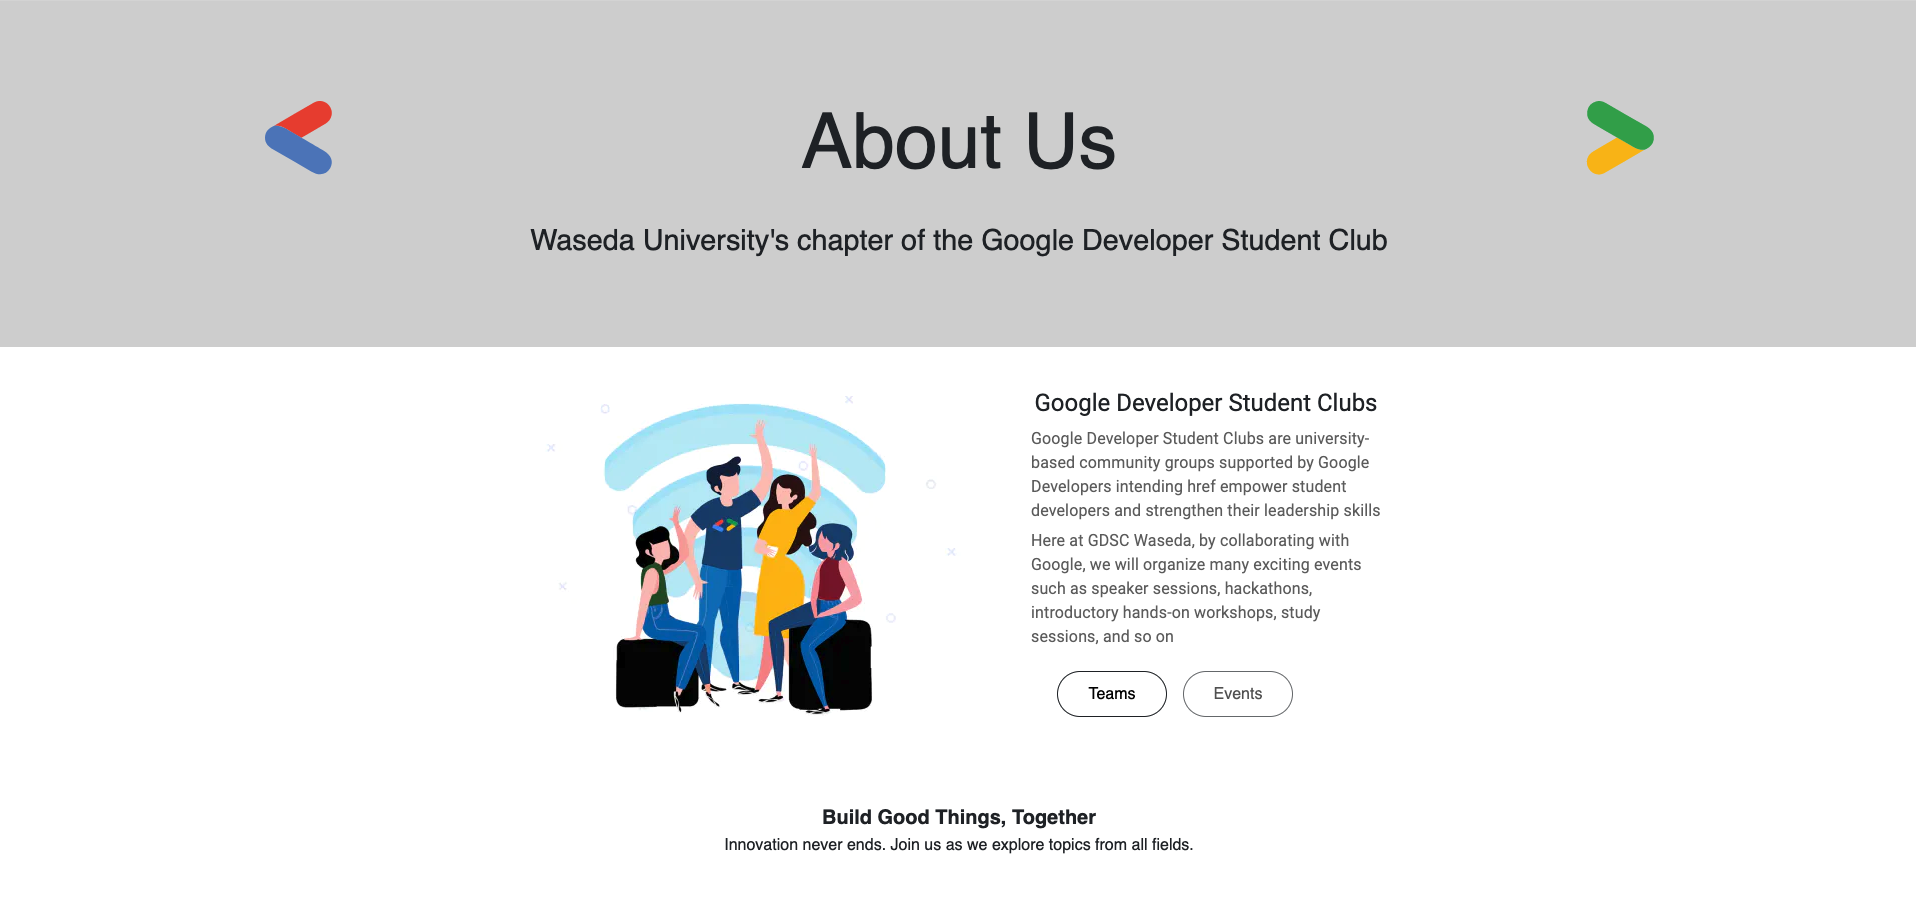 About Us
Waseda University's chapter of the Google Developer Student Club
Google Developer Student Clubs
Google Developer Student Clubs are university-
based community groups supported by Google
Developers intending href empower student
developers and strengthen their leadership skills
Here at GDSC Waseda, by collaborating with
Google, we will organize many exciting events
such as speaker sessions, hackathons,
introductory hands-on workshops, study
sessions, and so on
Teams
Events
Build Good Things, Together
Innovation never ends. Join us as we explore topics from all fields.